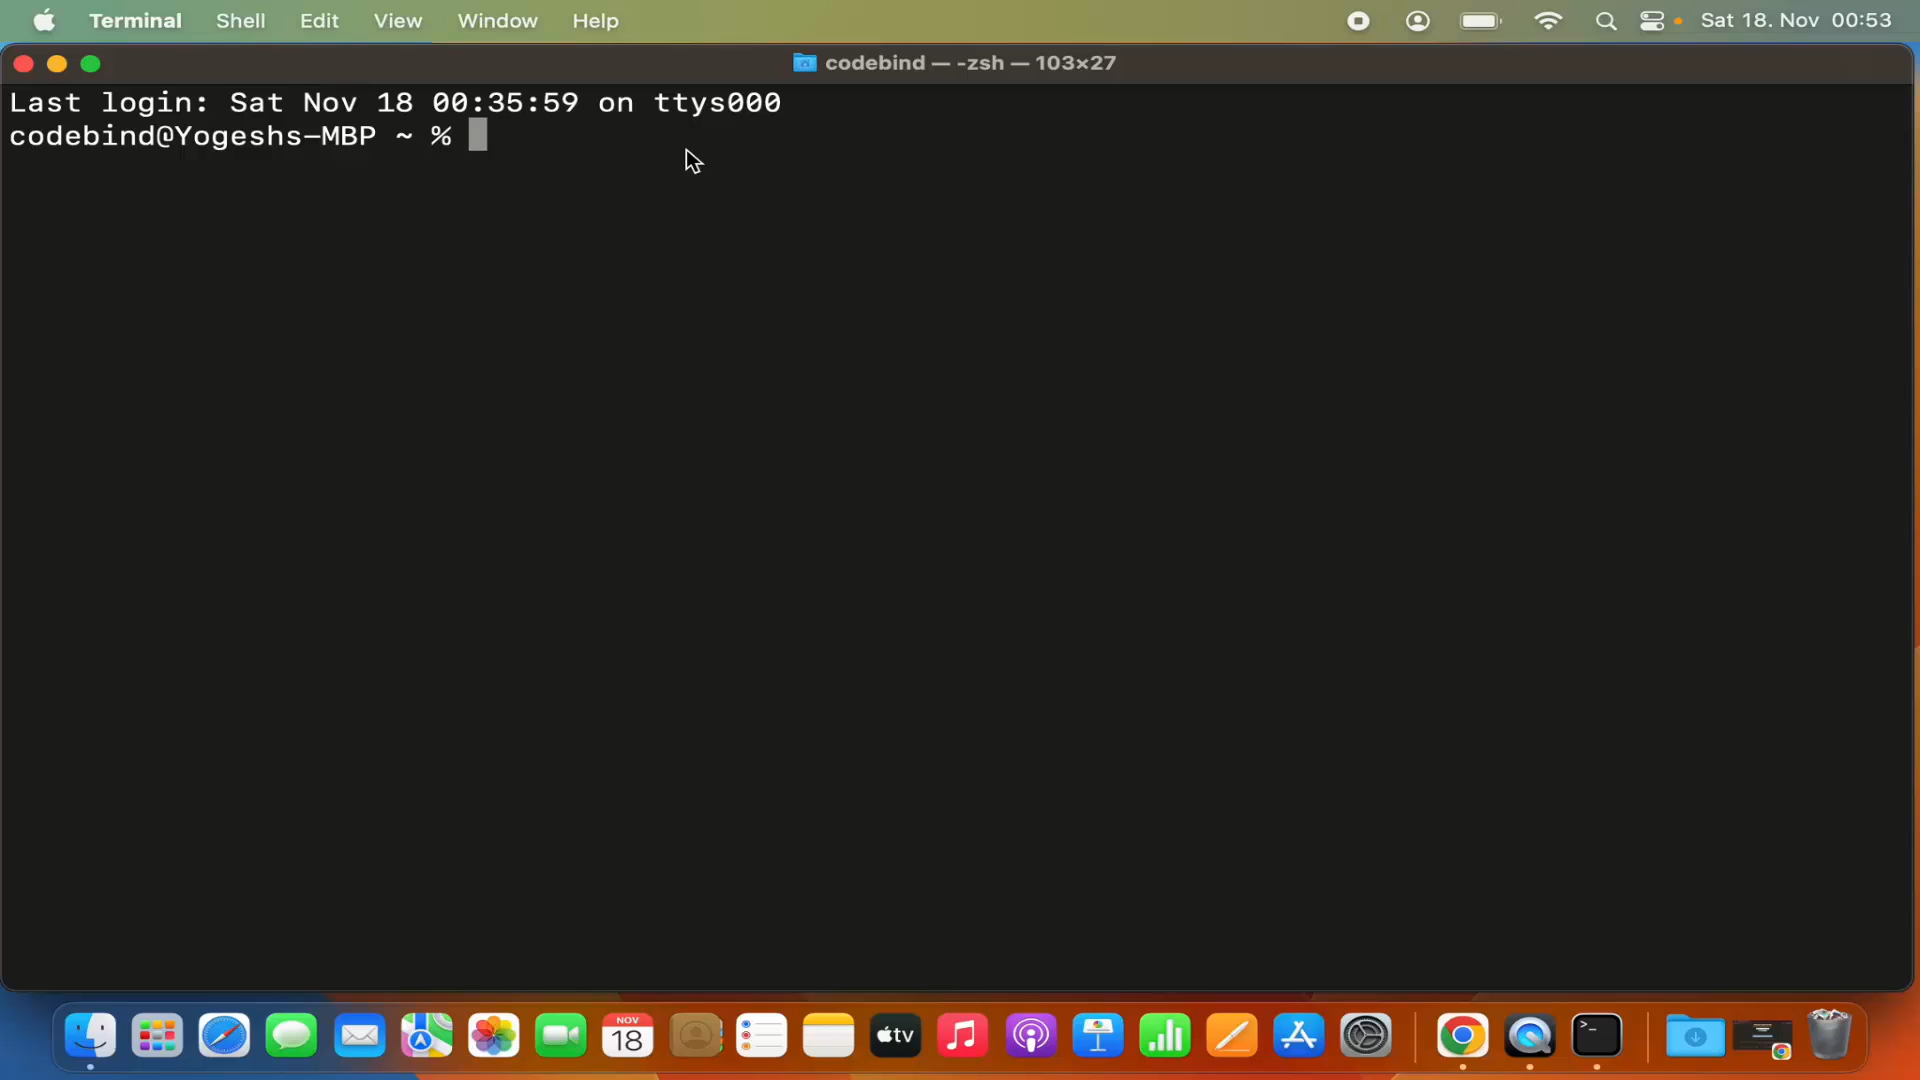 Terminal Shell Edit View Window Help Sat 18. Nov 00:53
codebind — -zsh — 103×27
Last login: Sat Nov 18 00:35:59 on ttys000
codebind@Yogeshs-MBP ~ %
NOV
18
tv
>_